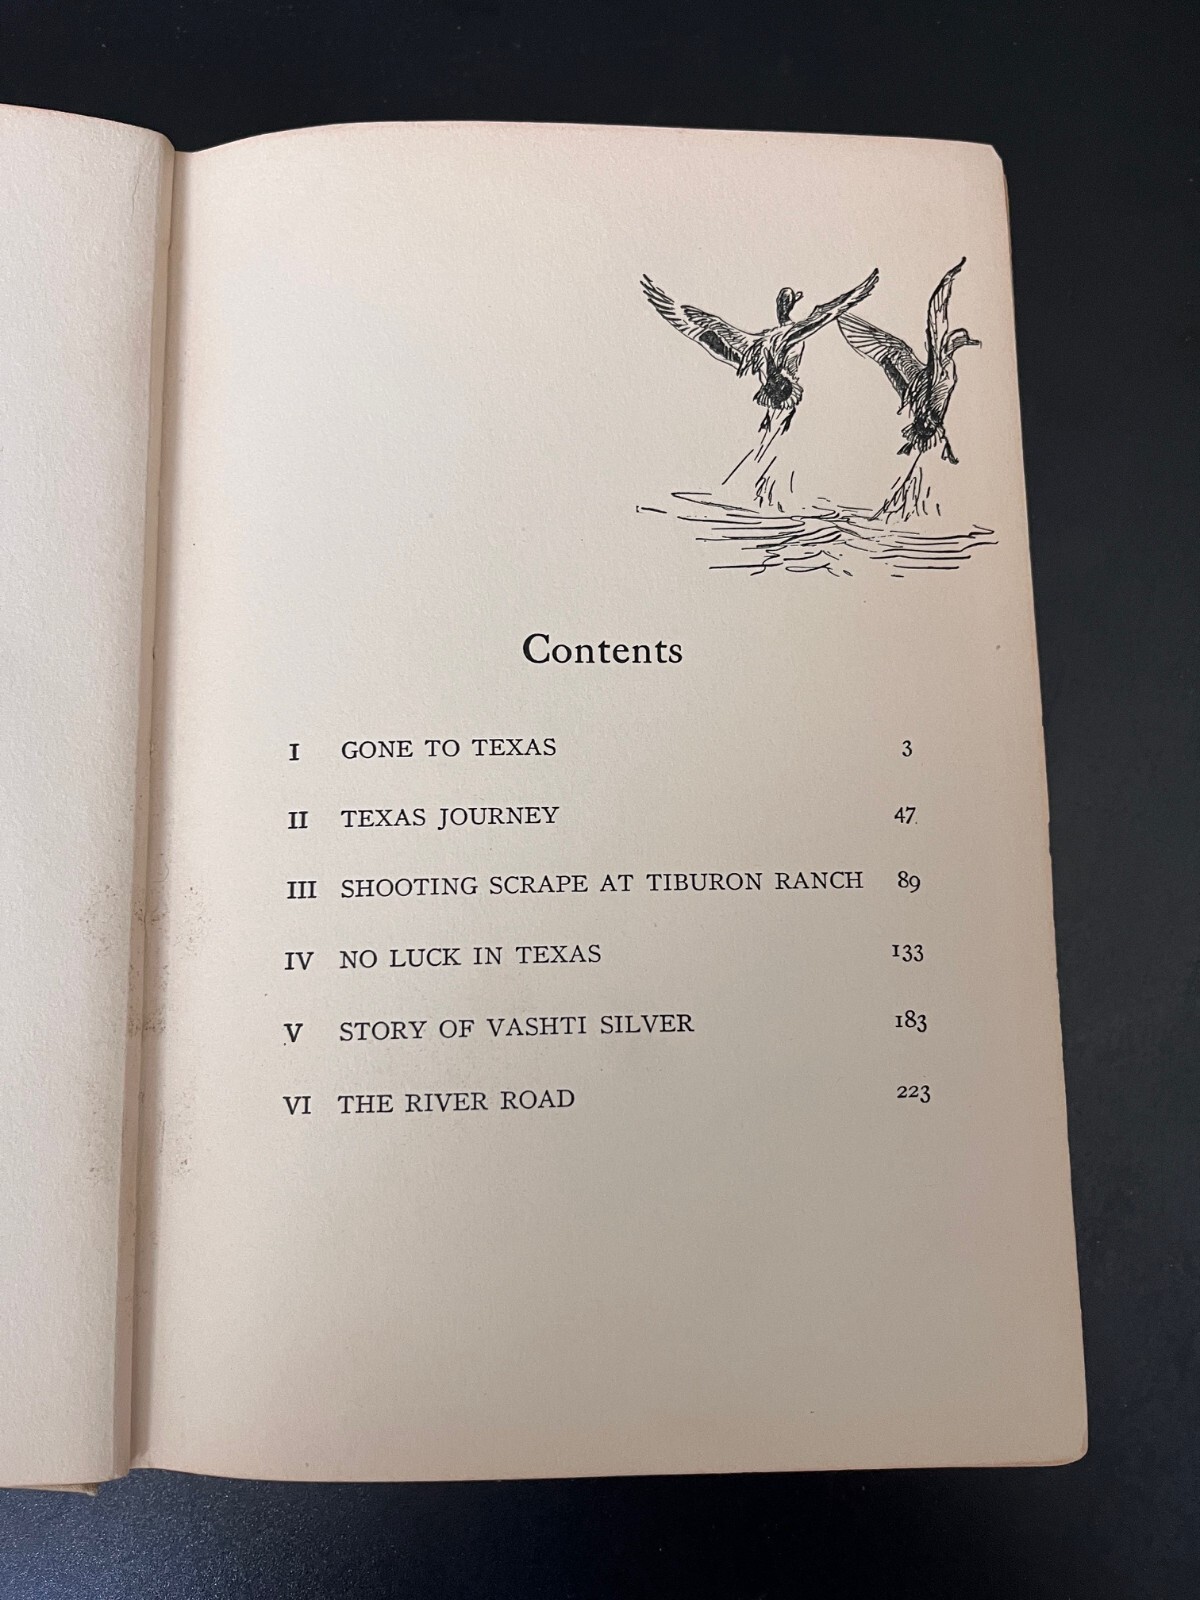 Contents
I GONE TO TEXAS 3
II TEXAS JOURNEY 47
III SHOOTING SCRAPE AT TIBURON RANCH 89
IV NO LUCK IN TEXAS 133
V STORY OF VASHTI SILVER 183
VI THE RIVER ROAD 223